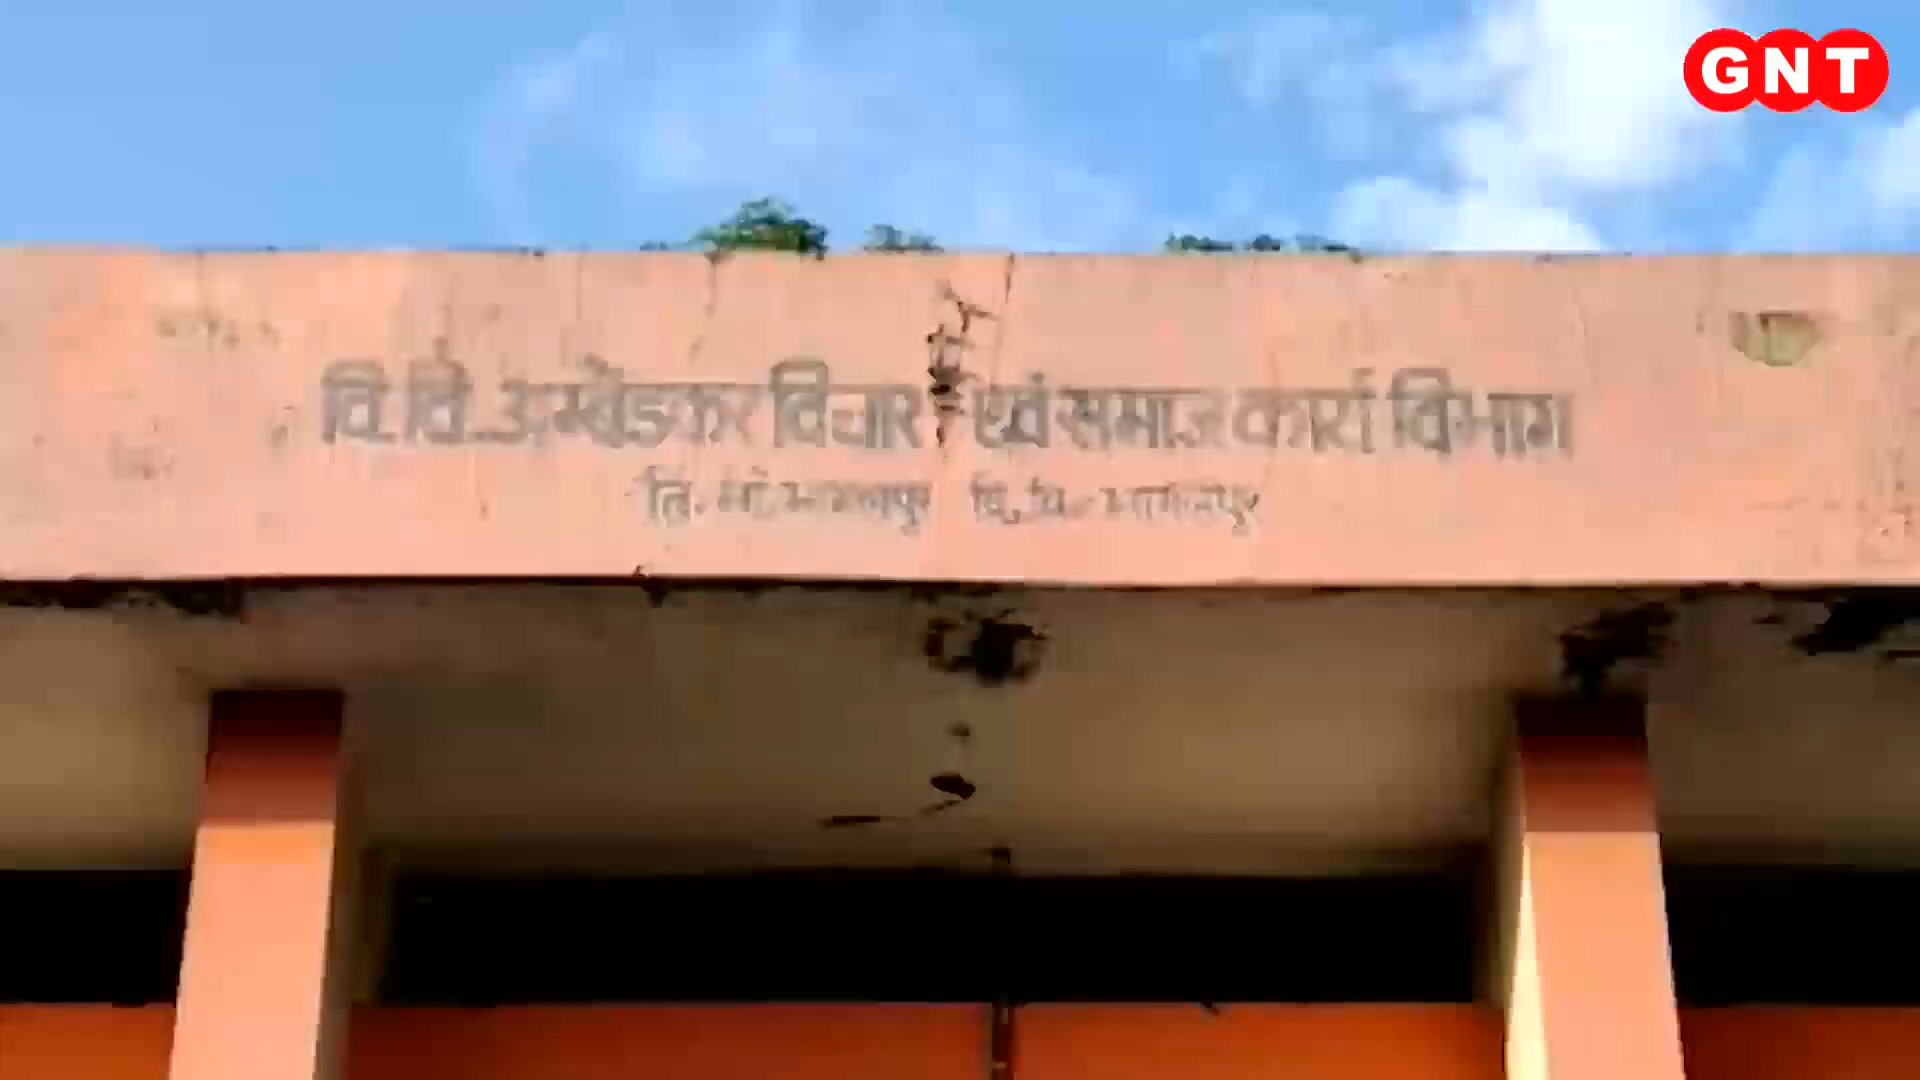 GNT
वि.वि. अम्बेडकर विचार एवं समाज कार्य विभाग
ति. मां. भागलपुर वि. वि. भागलपुर